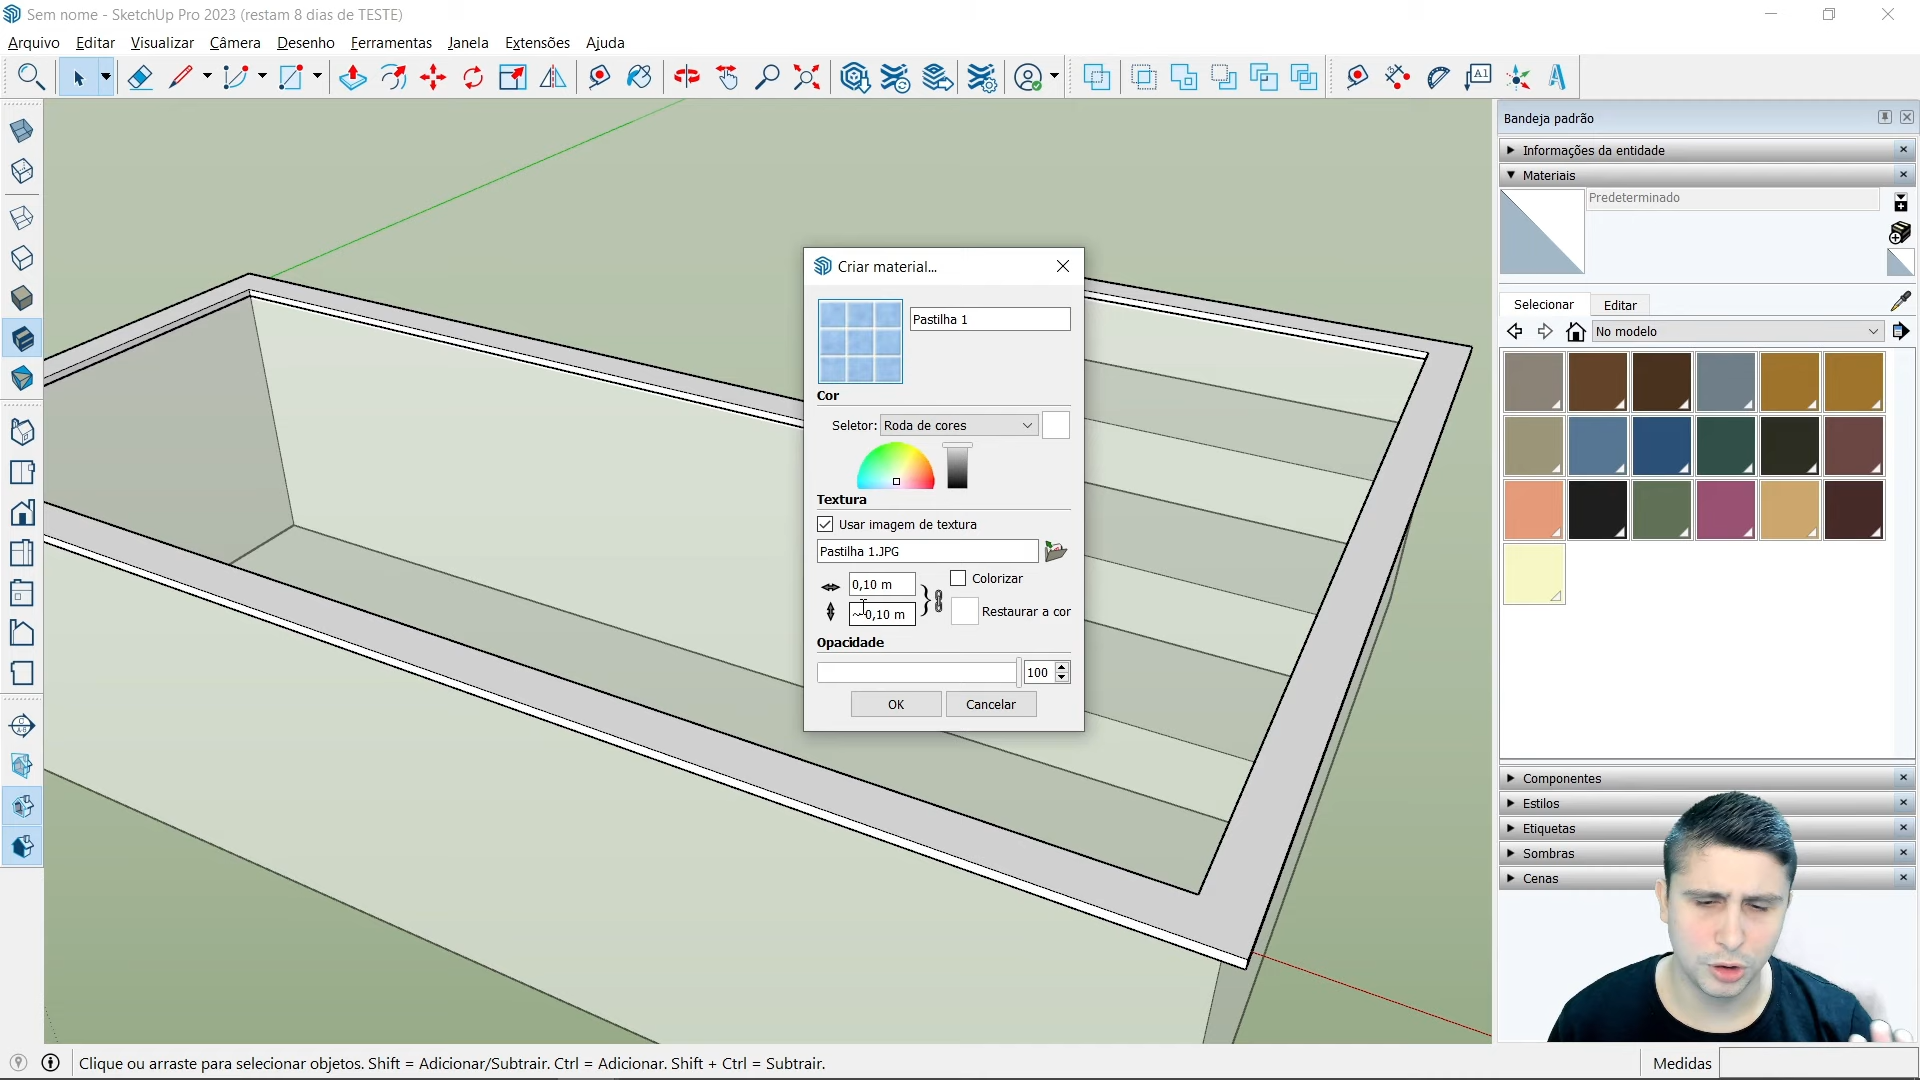 Sem nome - SketchUp Pro 2023 (restam 8 dias de TESTE)
Arquivo Editar Visualizar Câmera Desenho Ferramentas Janela Extensões Ajuda
A1
Bandeja padrão
Informações da entidade
Materiais
Predeterminado
Selecionar Editar
No modelo
Criar material...
Pastilha 1
Cor
Seletor: Roda de cores
Textura
Usar imagem de textura
Pastilha 1.JPG
0,10 m
Colorizar
~0,10 m
Restaurar a cor
Opacidade
100
OK Cancelar
Componentes
Estilos
Etiquetas
Sombras
Cenas
Clique ou arraste para selecionar objetos. Shift = Adicionar/Subtrair. Ctrl = Adicionar. Shift + Ctrl = Subtrair.
Medidas